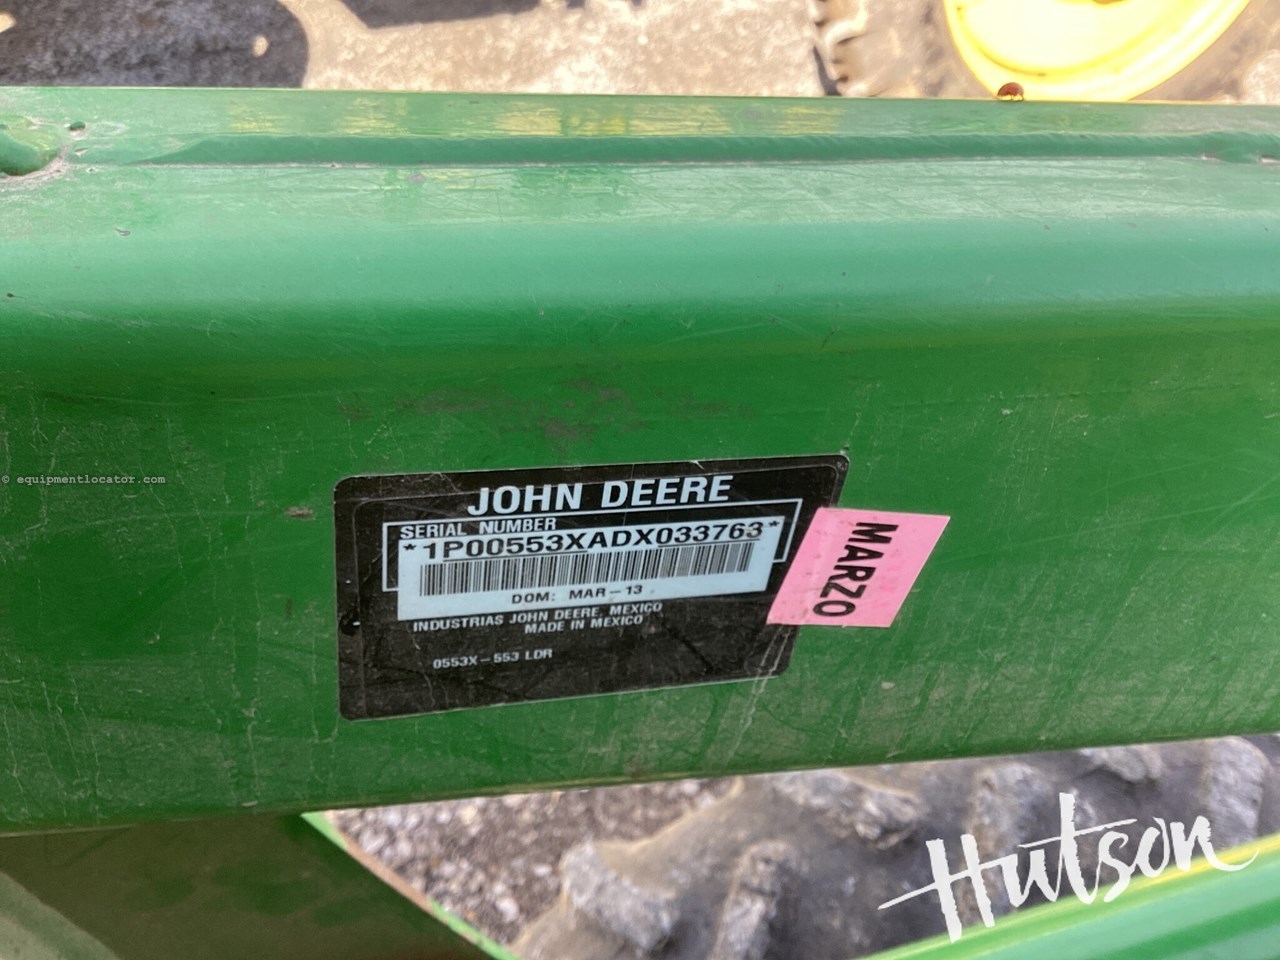 © equipmentlocator.com
JOHN DEERE
SERIAL NUMBER
*1P00553XADX033763*
DOM: MAR-13
INDUSTRIAS JOHN DEERE, MEXICO
MADE IN MEXICO
0553X-553 LDR
MARZO
Hutson